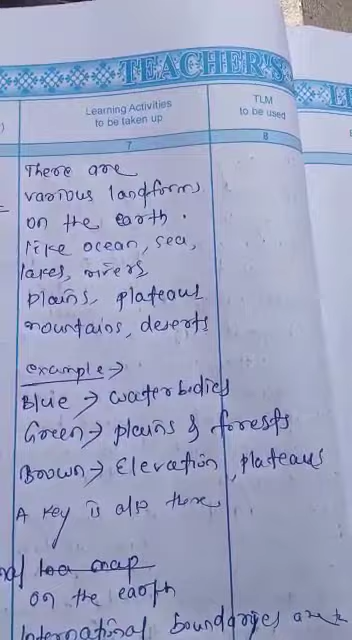 TEACHER'S
Learning Activities
to be taken up
TLM
to be used
7
8
There are
various landforms
on the earth.
like ocean, sea,
lakes, rivers
plains, plateaus
mountains, deserts
example →
Blue → waterbodies
Green → plains & forests
Brown → Elevation, plateaus
A key is also there
map
on the earth
International boundaries are